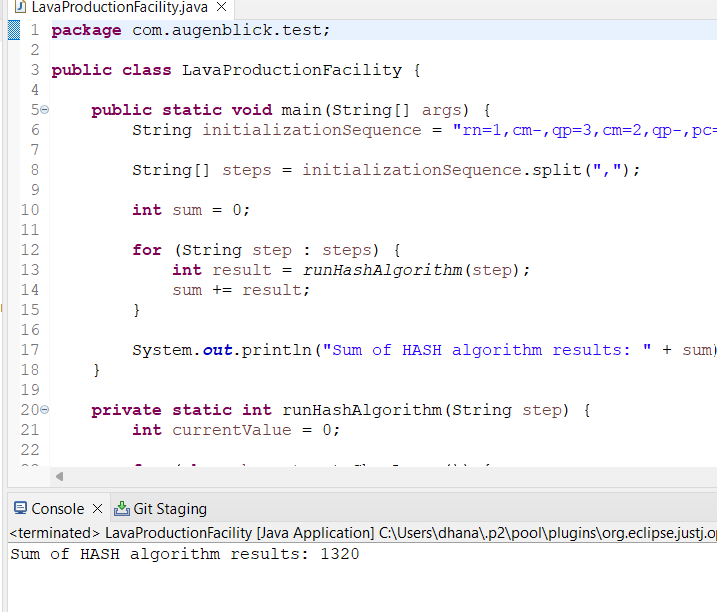 LavaProductionFacility.java
1 package com.augenblick.test;
2
3 public class LavaProductionFacility {
4
5 public static void main(String[] args) {
6 String initializationSequence = "rn=1,cm-,qp=3,cm=2,qp-,pc=
7
8 String[] steps = initializationSequence.split(",");
9
10 int sum = 0;
11
12 for (String step : steps) {
13 int result = runHashAlgorithm(step);
14 sum += result;
15 }
16
17 System.out.println("Sum of HASH algorithm results: " + sum)
18 }
19
20 private static int runHashAlgorithm(String step) {
21 int currentValue = 0;
22
Console Git Staging
<terminated> LavaProductionFacility [Java Application] C:\Users\dhana\.p2\pool\plugins\org.eclipse.justj.op
Sum of HASH algorithm results: 1320